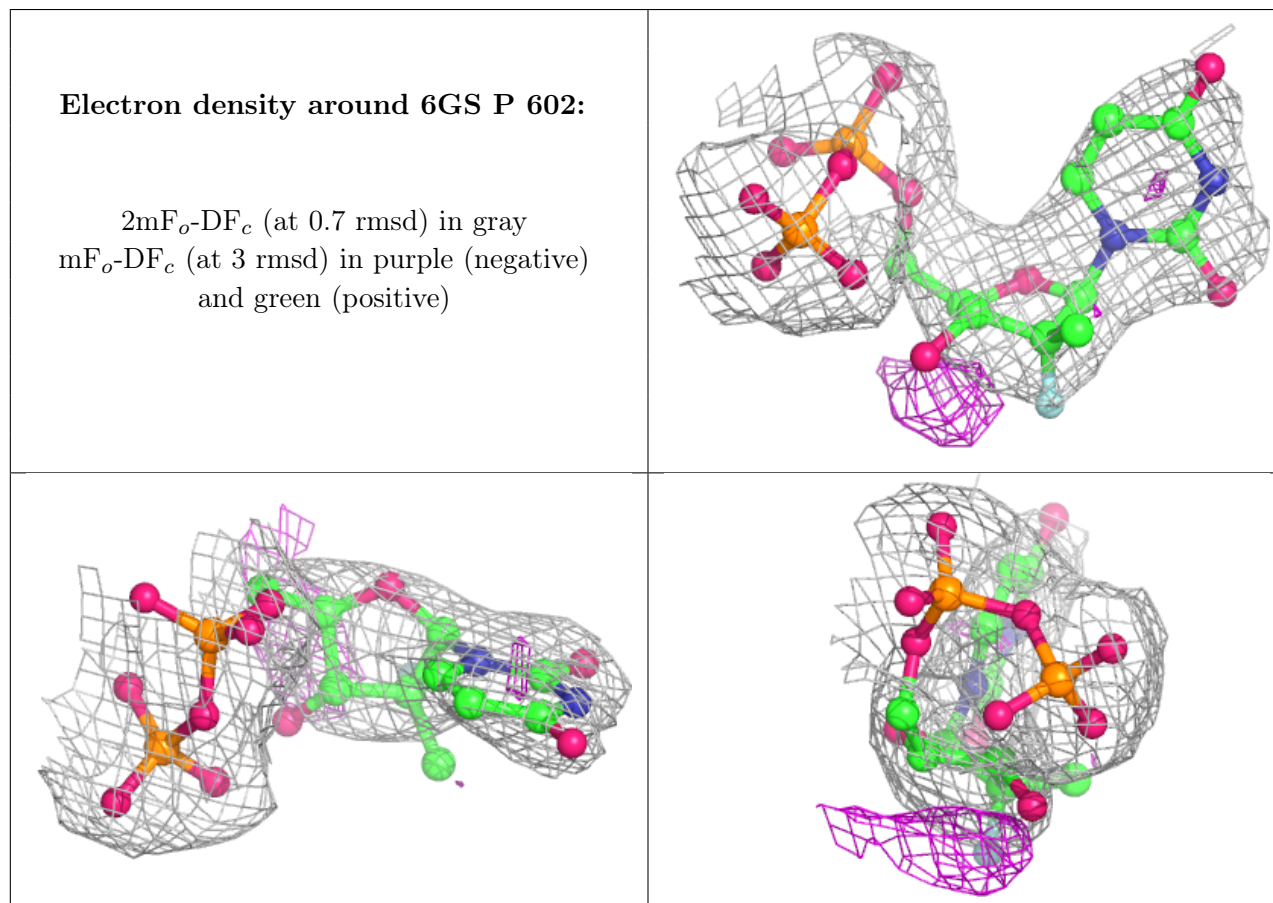 Electron density around 6GS P 602:
2mFₒ-DF𝑐 (at 0.7 rmsd) in gray
mFₒ-DF𝑐 (at 3 rmsd) in purple (negative)
and green (positive)